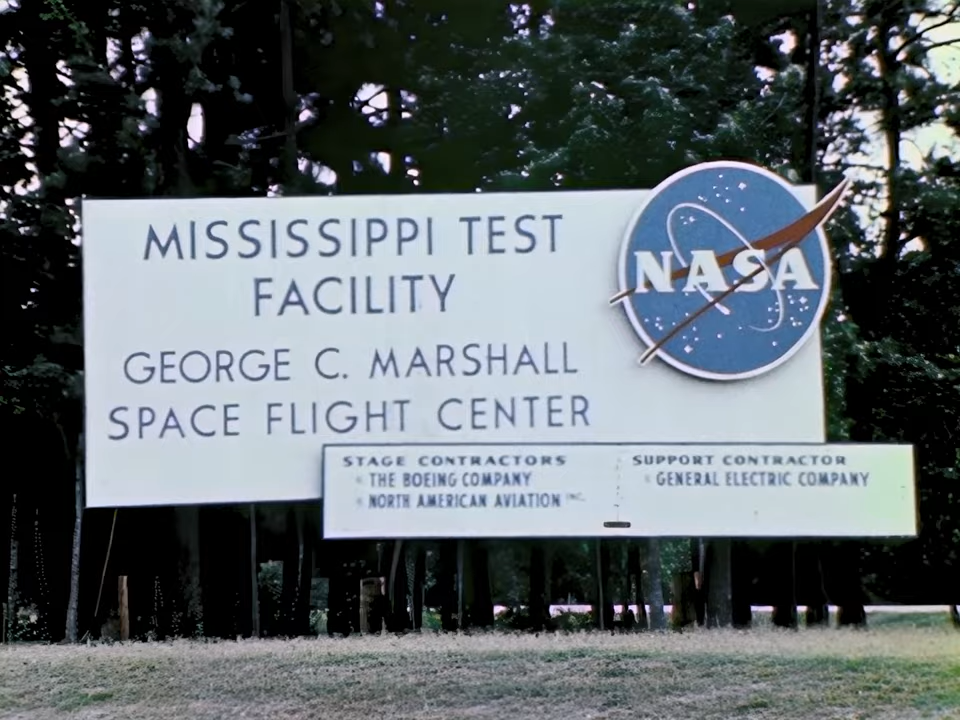 MISSISSIPPI TEST
FACILITY
GEORGE C. MARSHALL
SPACE FLIGHT CENTER
NASA
STAGE CONTRACTORS
THE BOEING COMPANY
NORTH AMERICAN AVIATION INC.
SUPPORT CONTRACTOR
GENERAL ELECTRIC COMPANY